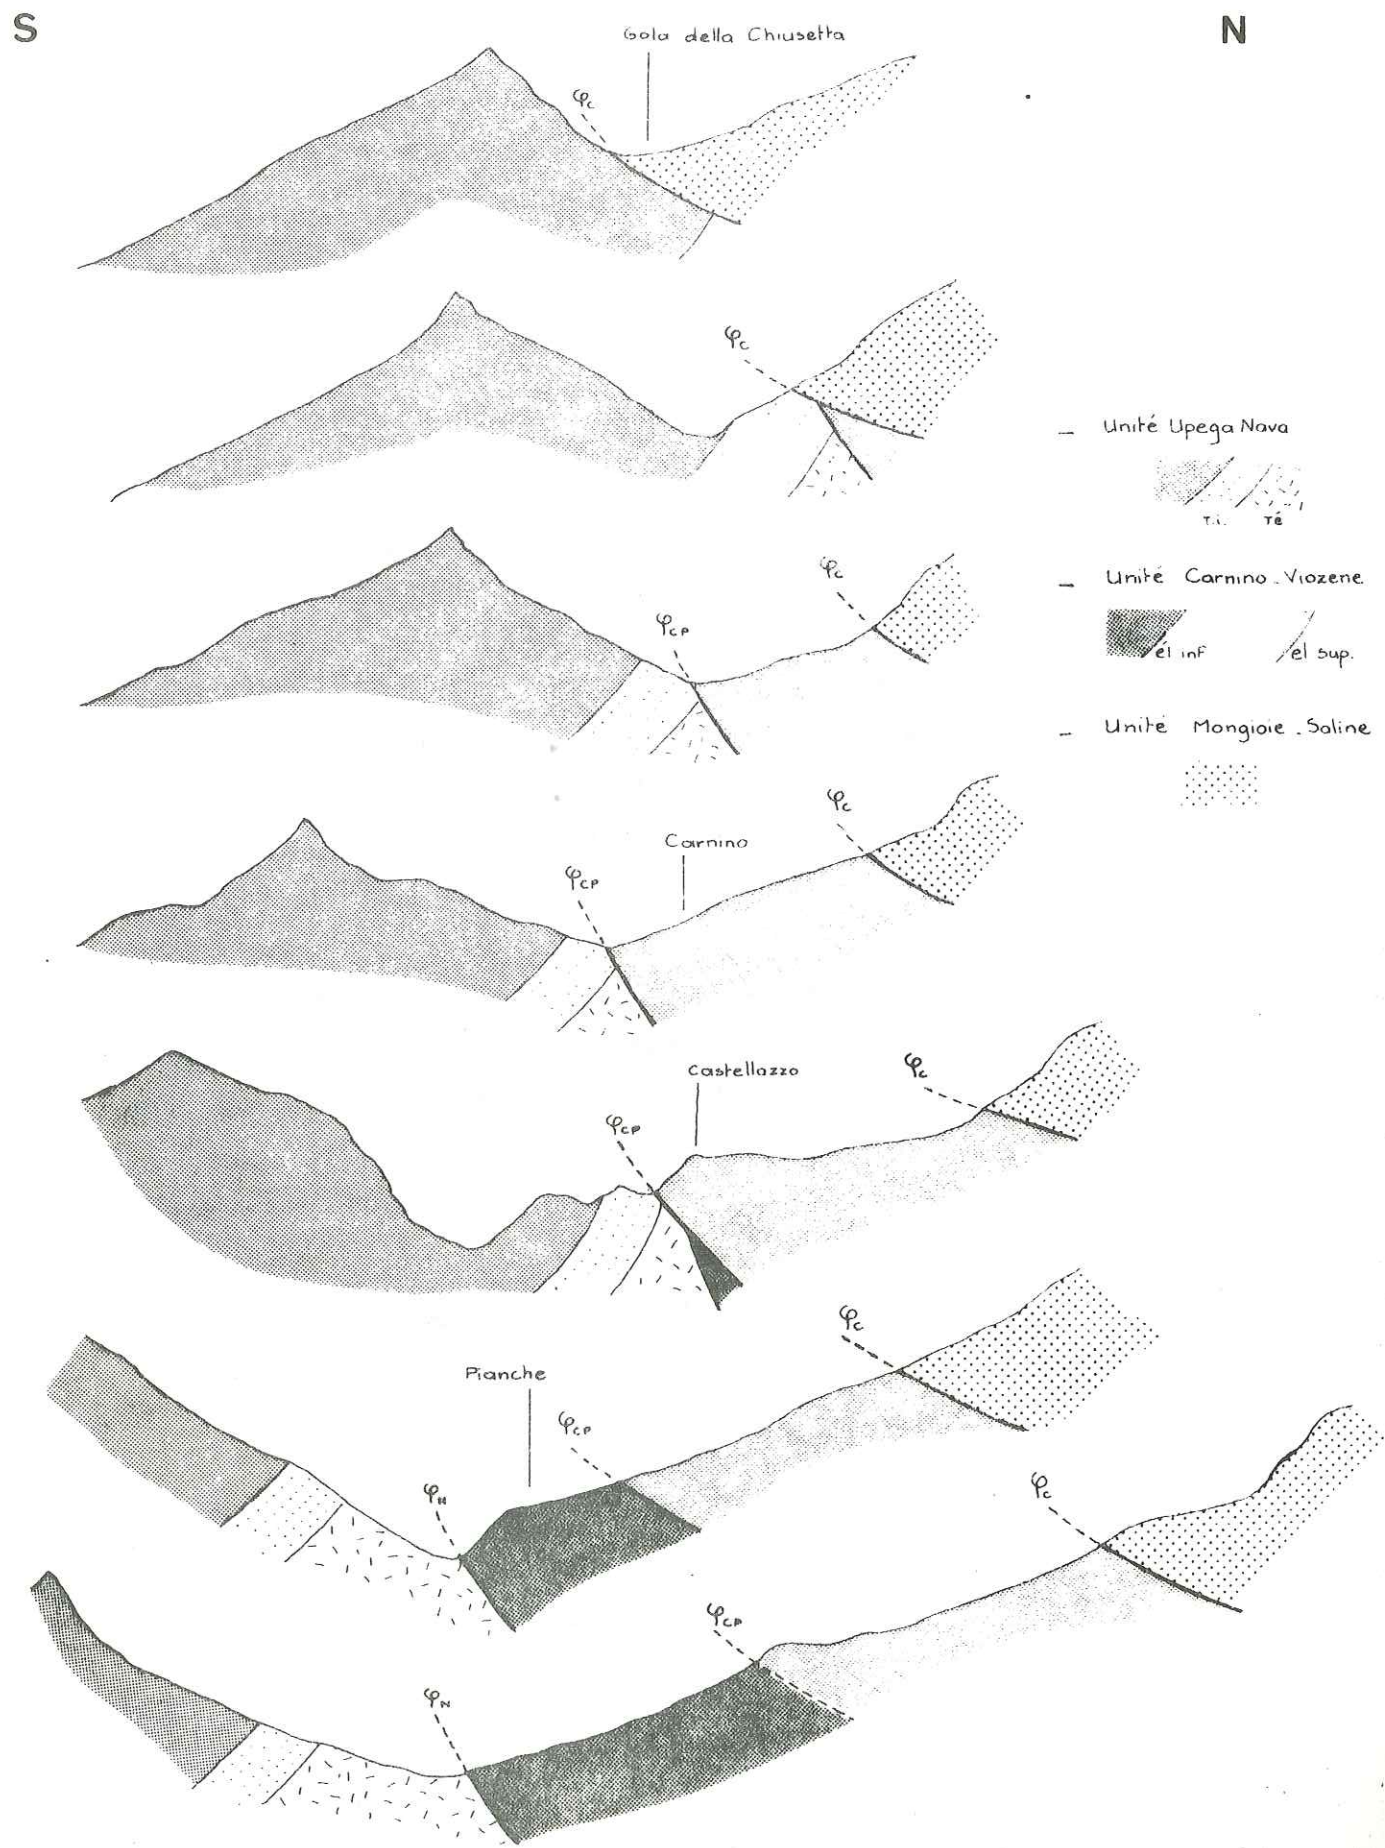 S
N
Gola della Chiusetta
φc
φc
Unité Upega Nava
T.i. Té
φc
φcp
Unité Carnino-Viozene
él inf
él sup.
Unité Mongioie-Saline
φc
Carnino
φcp
Castellazzo
φc
φcp
φc
Pianche
φcp
φN
φc
φcp
φN